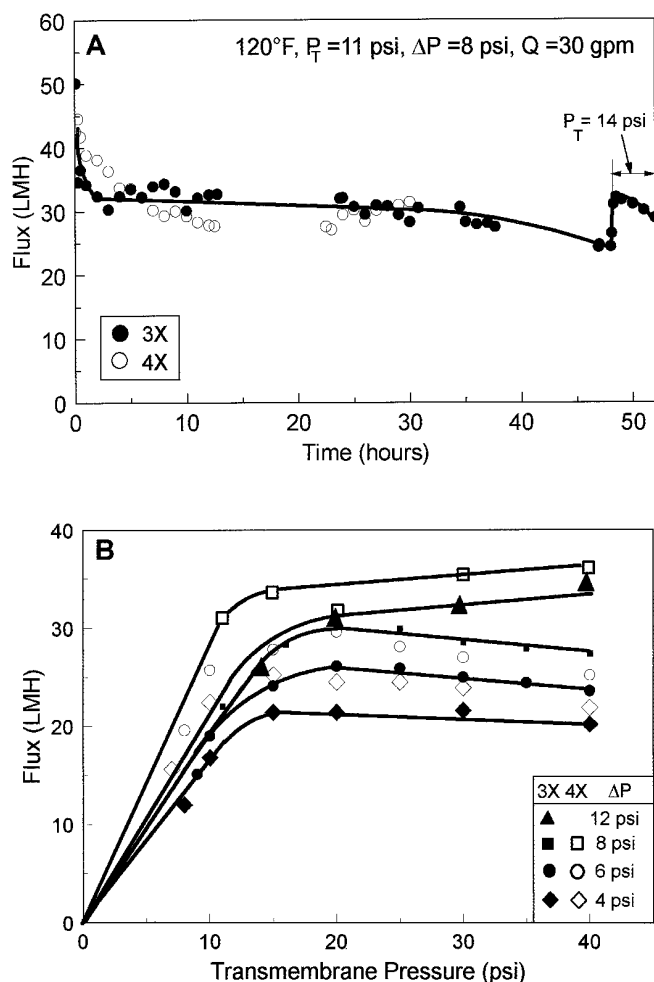 A
120°F, P_T =11 psi, ΔP =8 psi, Q =30 gpm
P_T = 14 psi
60
50
40
30
20
10
0
Flux (LMH)
3X
4X
0 10 20 30 40 50
Time (hours)
B
40
30
20
10
0
Flux (LMH)
3X 4X ΔP
12 psi
8 psi
6 psi
4 psi
0 10 20 30 40
Transmembrane Pressure (psi)